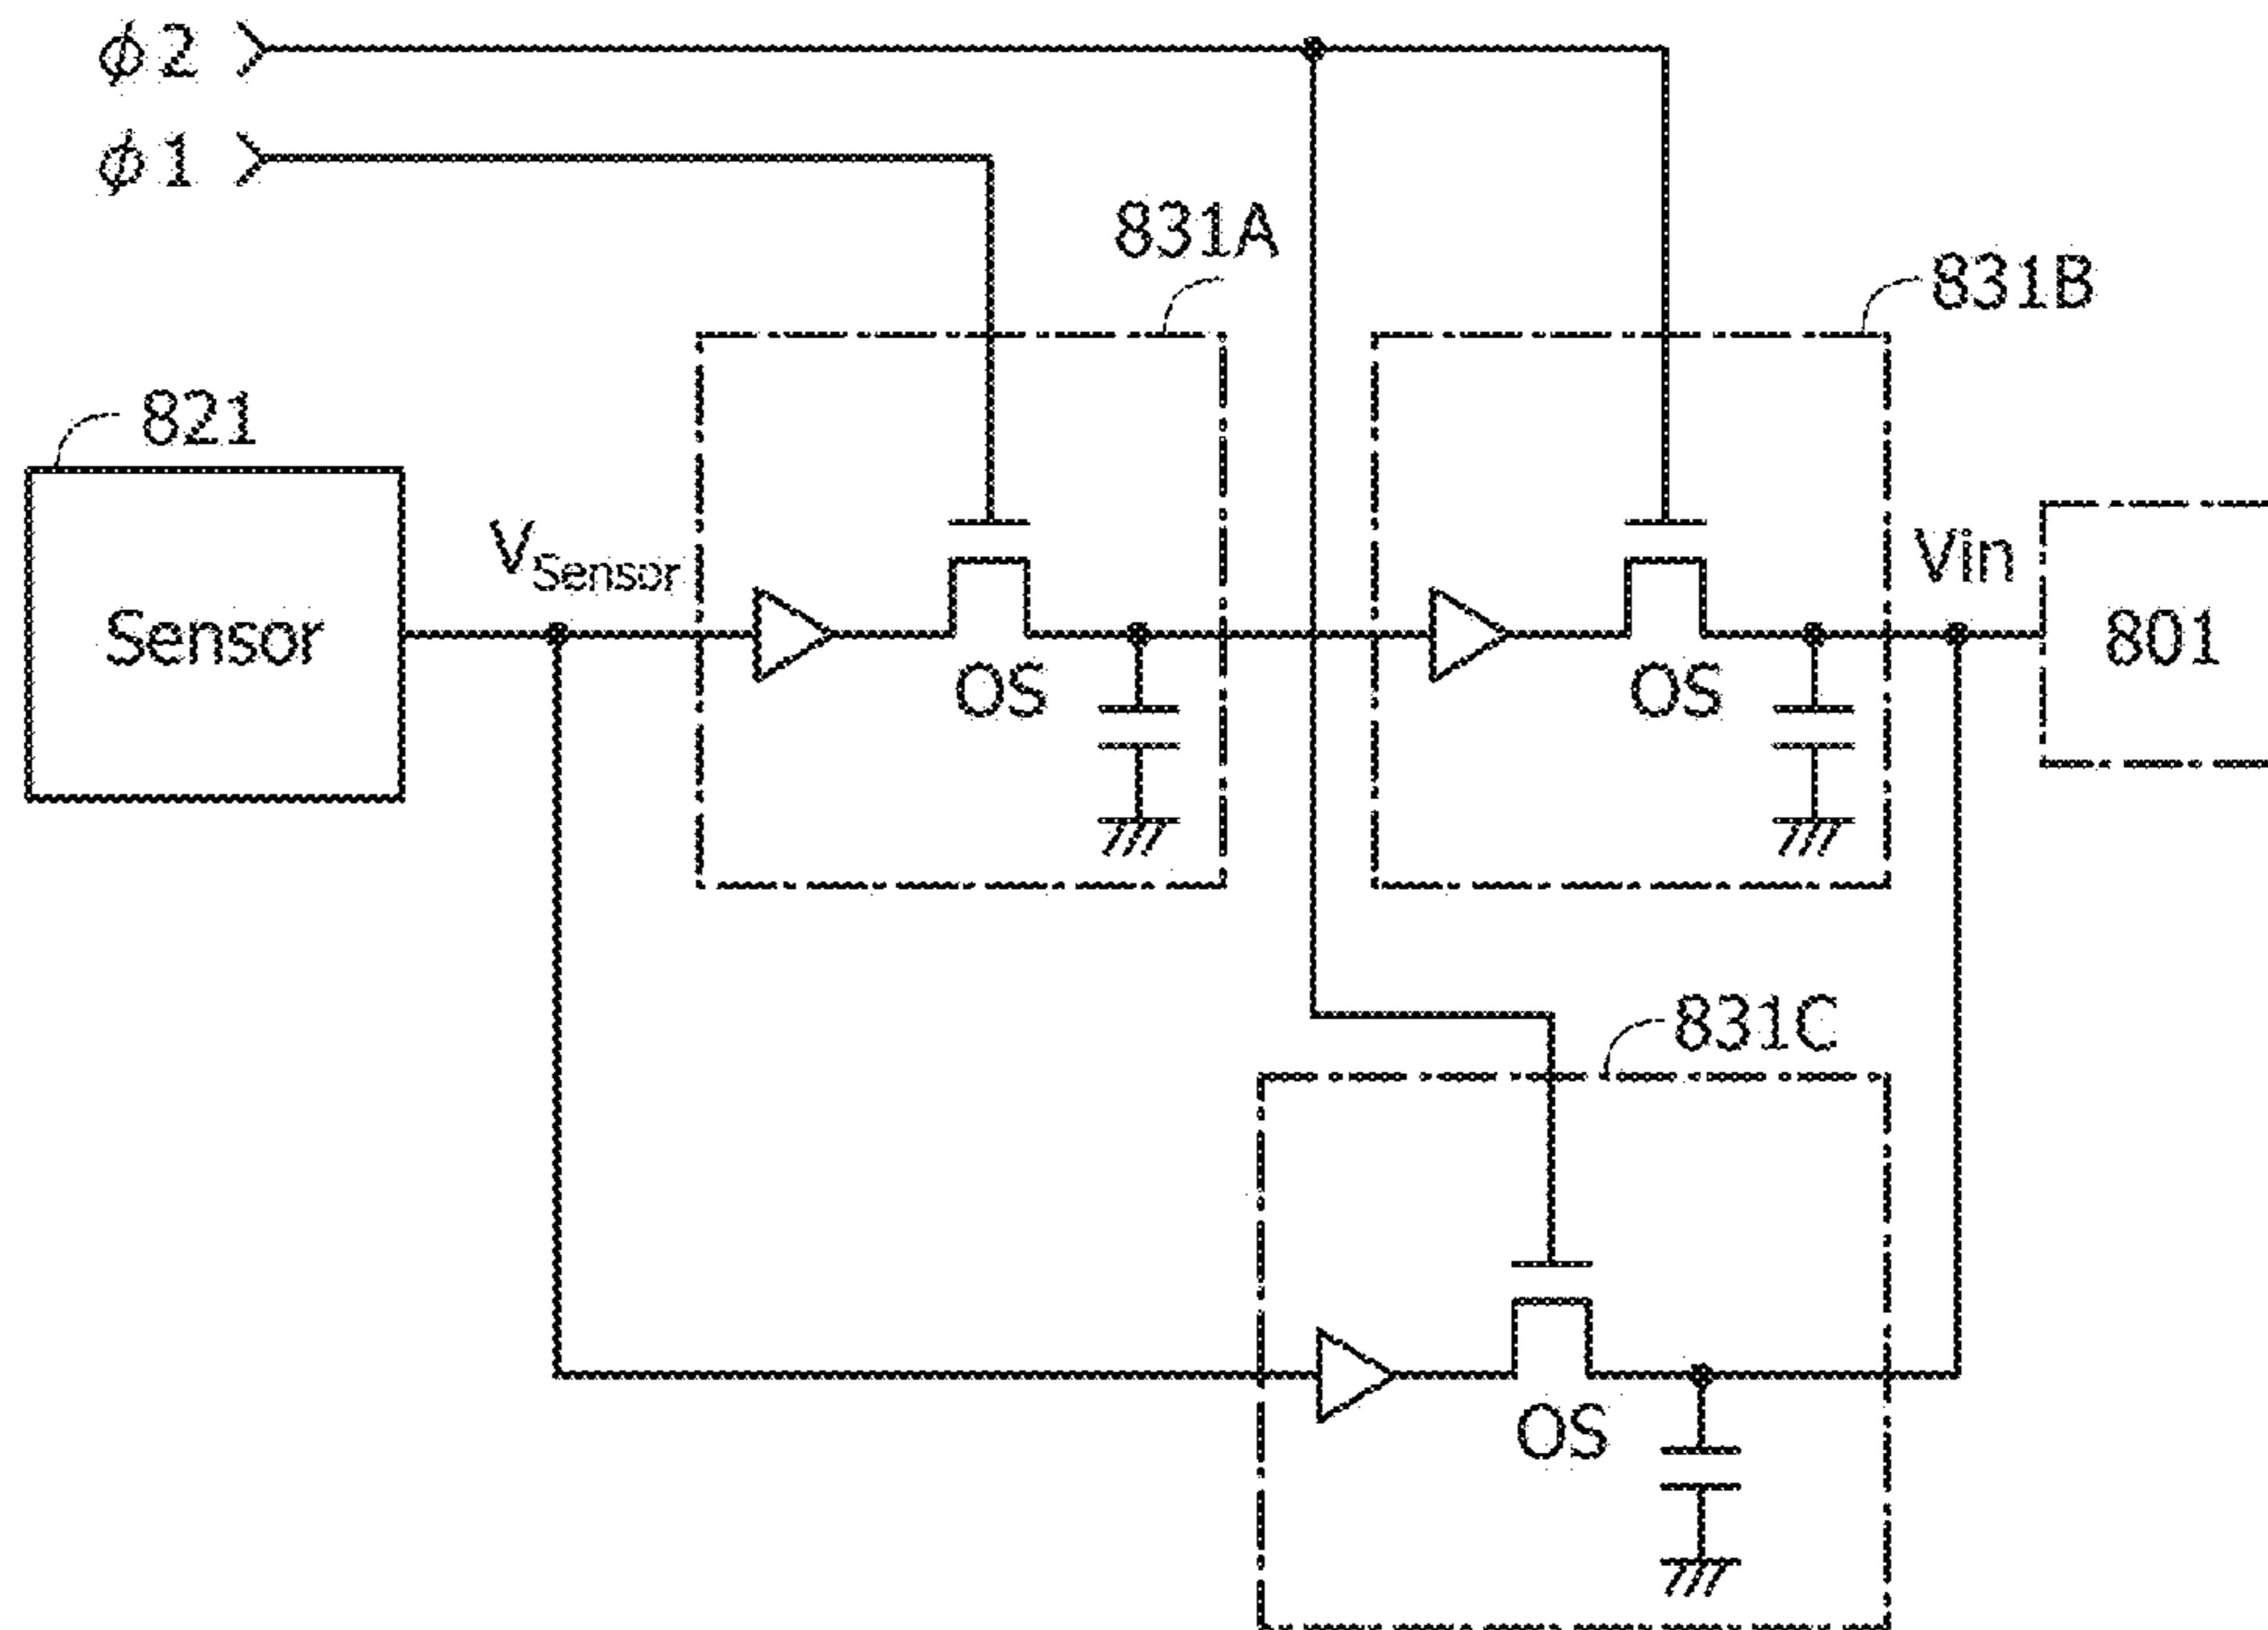 ϕ2
ϕ1
831A
831B
821
Sensor
VSensor
OS
OS
Vin
801
831C
OS